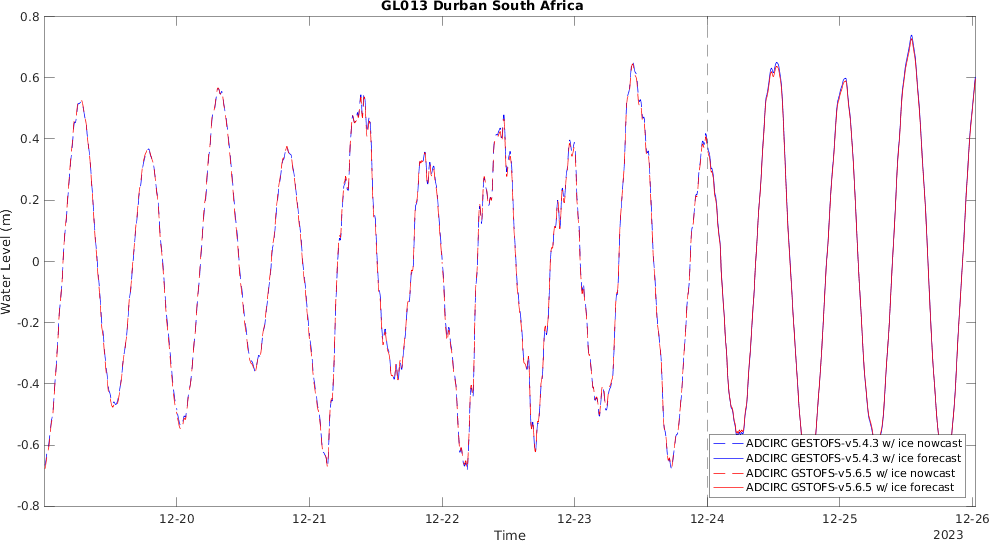 GL013 Durban South Africa
0.8
0.6
0.4
0.2
0
-0.2
-0.4
-0.6
-0.8
Water Level (m)
12-20
12-21
12-22
12-23
12-24
12-25
12-26
Time
2023
ADCIRC GESTOFS-v5.4.3 w/ ice nowcast
ADCIRC GESTOFS-v5.4.3 w/ ice forecast
ADCIRC GSTOFS-v5.6.5 w/ ice nowcast
ADCIRC GSTOFS-v5.6.5 w/ ice forecast